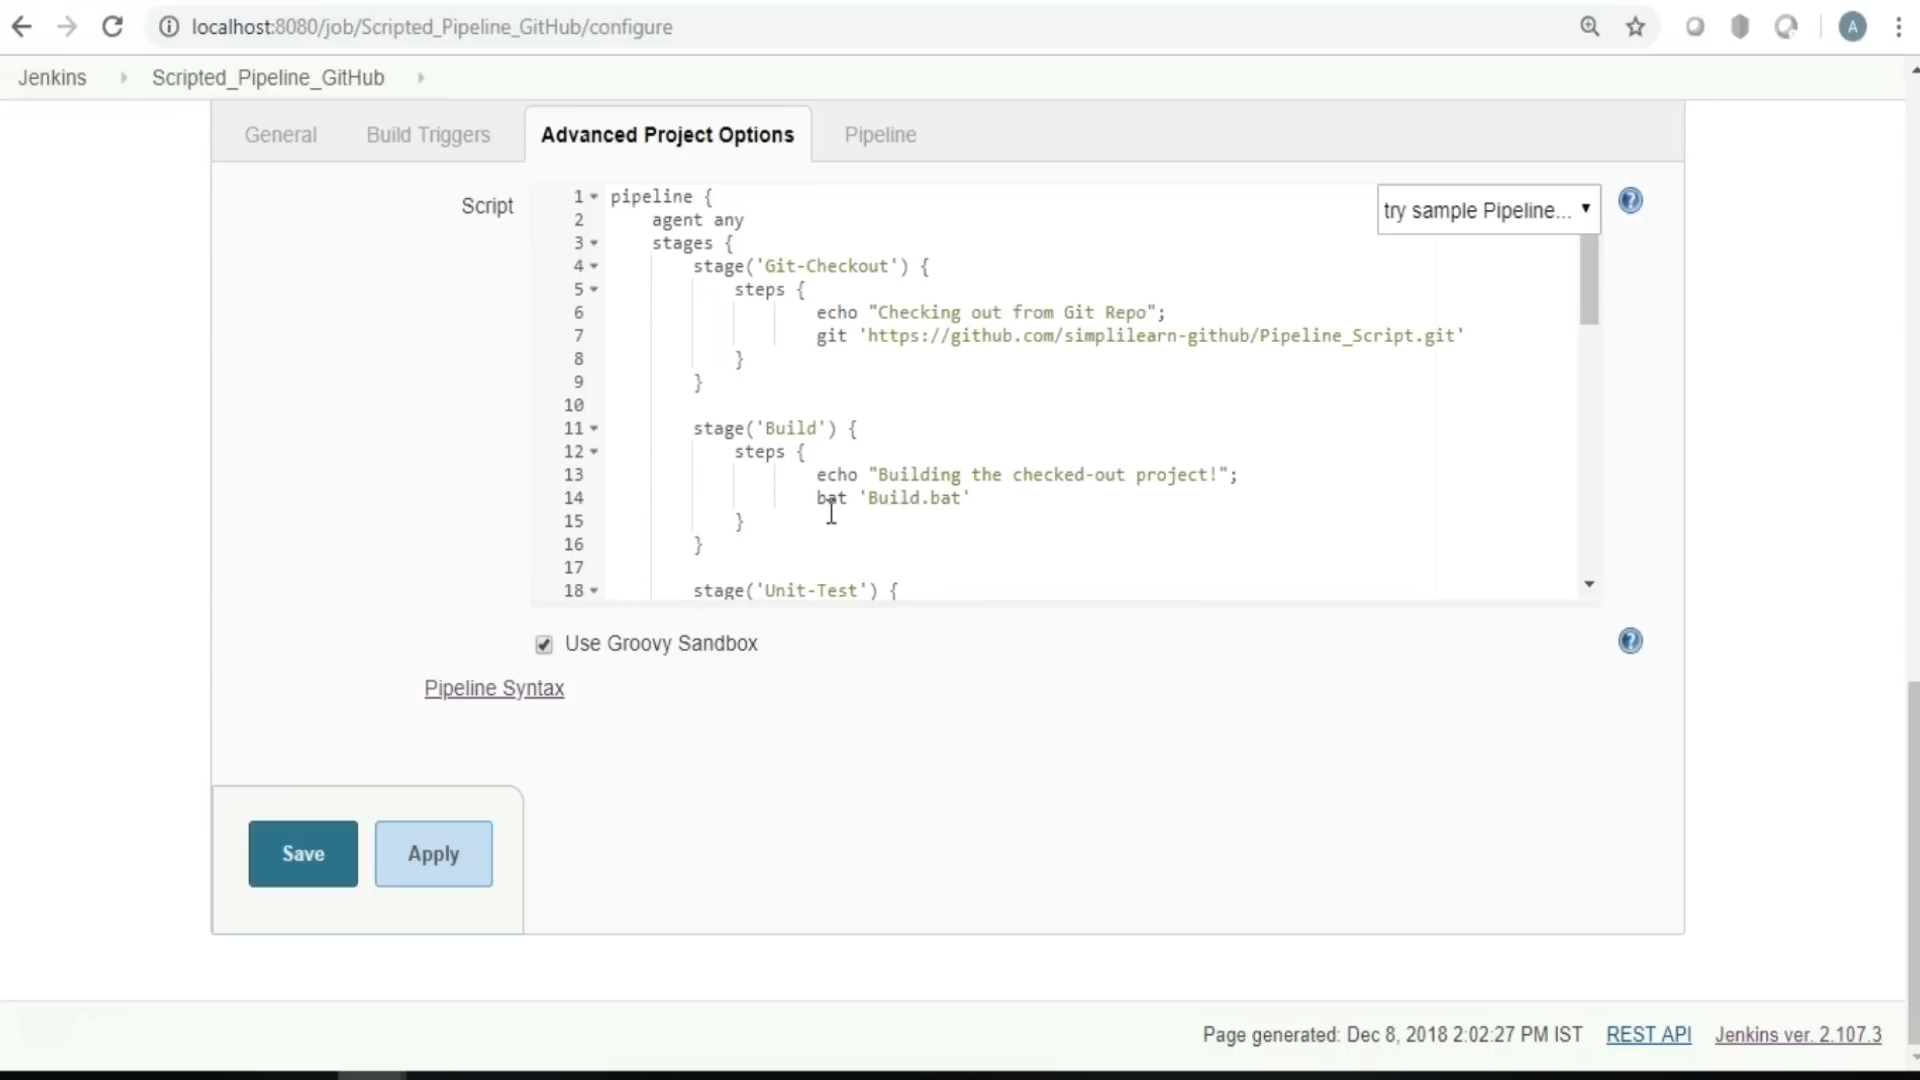 localhost:8080/job/Scripted_Pipeline_GitHub/configure
A
Jenkins
Scripted_Pipeline_GitHub
General
Build Triggers
Advanced Project Options
Pipeline
Script
try sample Pipeline...
1 pipeline {
2 agent any
3 stages {
4 stage('Git-Checkout') {
5 steps {
6 echo "Checking out from Git Repo";
7 git 'https://github.com/simplilearn-github/Pipeline_Script.git'
8 }
9 }
10
11 stage('Build') {
12 steps {
13 echo "Building the checked-out project!";
14 bat 'Build.bat'
15 }
16 }
17
18 stage('Unit-Test') {
Use Groovy Sandbox
Pipeline Syntax
Save
Apply
Page generated: Dec 8, 2018 2:02:27 PM IST
REST API
Jenkins ver. 2.107.3